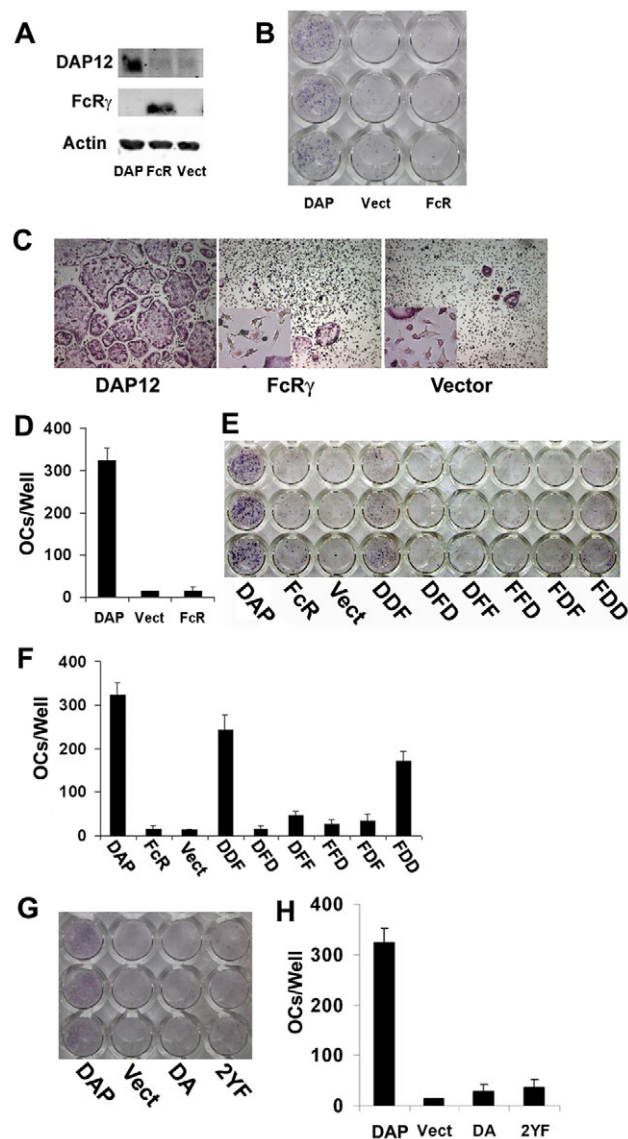 A
DAP12
FcRγ
Actin
DAP FcR Vect
B
DAP Vect FcR
C
DAP12 FcRγ Vector
D
OCs/Well
400
300
200
100
0
DAP Vect FcR
E
DAP FcR Vect DDF DFD DFF FFD FDF FDD
F
OCs/Well
400
300
200
100
0
DAP FcR Vect DDF DFD DFF FFD FDF FDD
G
DAP Vect DA 2YF
H
OCs/Well
400
300
200
100
0
DAP Vect DA 2YF